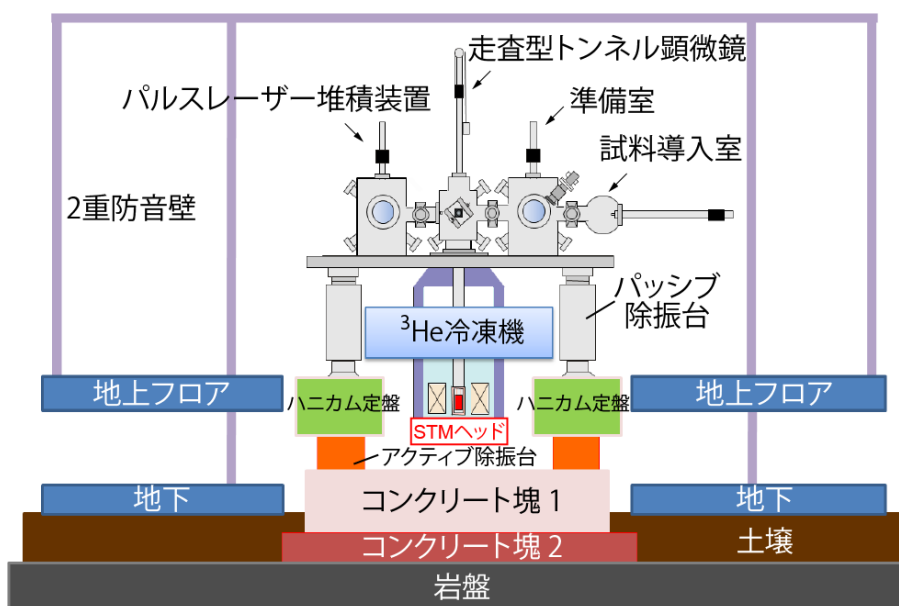 走査型トンネル顕微鏡
パルスレーザー堆積装置
準備室
試料導入室
2重防音壁
パッシブ
除振台
³He冷凍機
地上フロア
ハニカム定盤
ハニカム定盤
地上フロア
STMヘッド
アクティブ除振台
地下
コンクリート塊 1
地下
コンクリート塊 2
土壌
岩盤